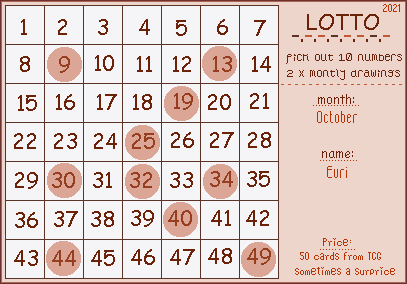 2021
LOTTO
pick out 10 numbers
2 x montly drawings
month:
October
name:
Euri
Price:
50 cards from TCG
sometimes a surprice
1 2 3 4 5 6 7
8 9 10 11 12 13 14
15 16 17 18 19 20 21
22 23 24 25 26 27 28
29 30 31 32 33 34 35
36 37 38 39 40 41 42
43 44 45 46 47 48 49